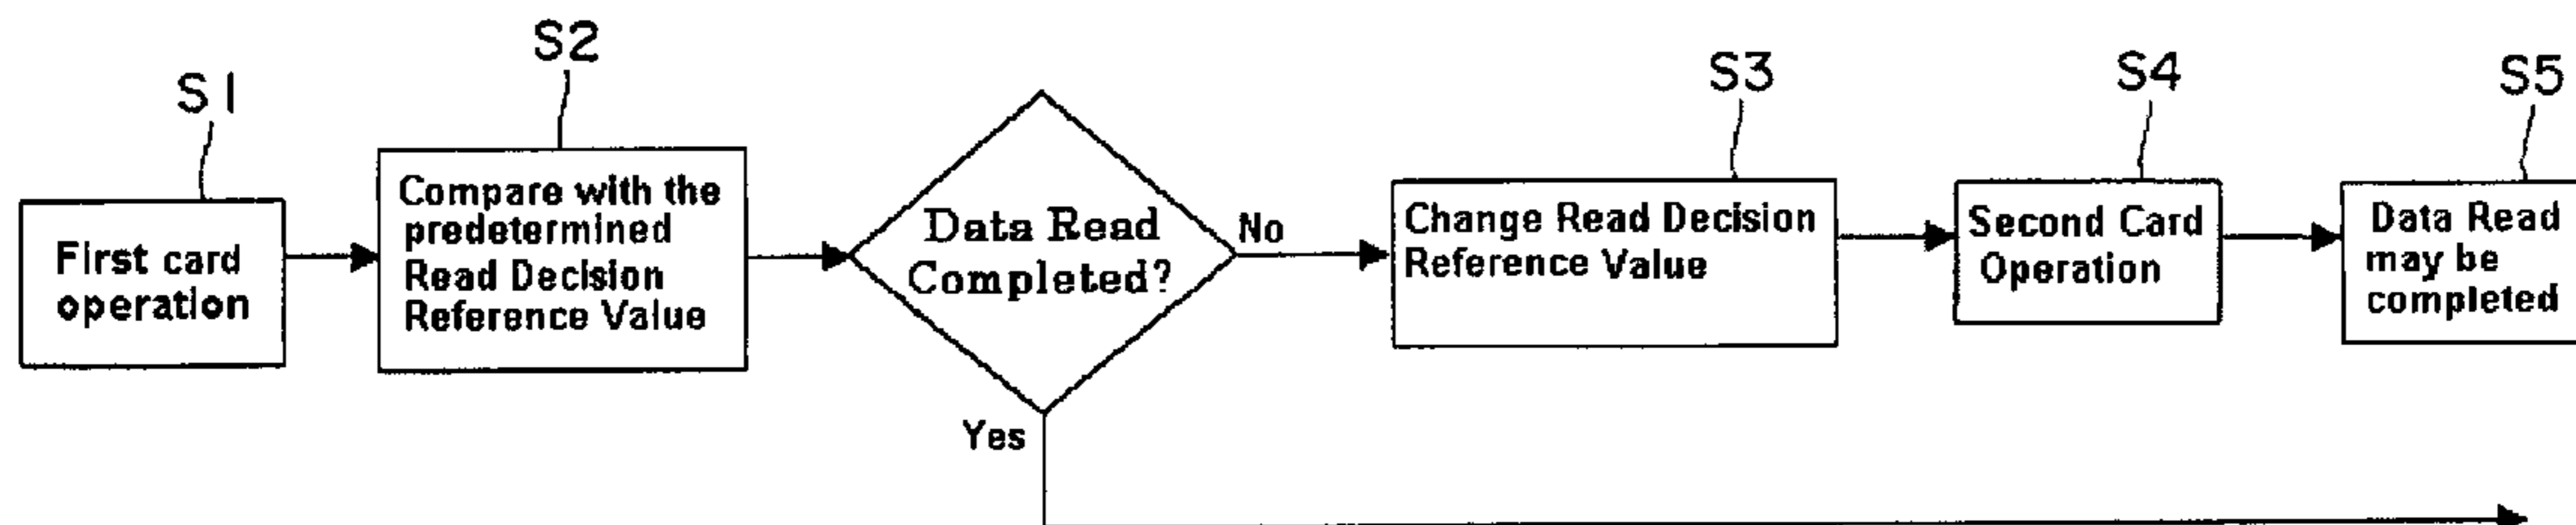 S1
First card
operation
S2
Compare with the
predetermined
Read Decision
Reference Value
Data Read
Completed?
No
Yes
S3
Change Read Decision
Reference Value
S4
Second Card
Operation
S5
Data Read
may be
completed